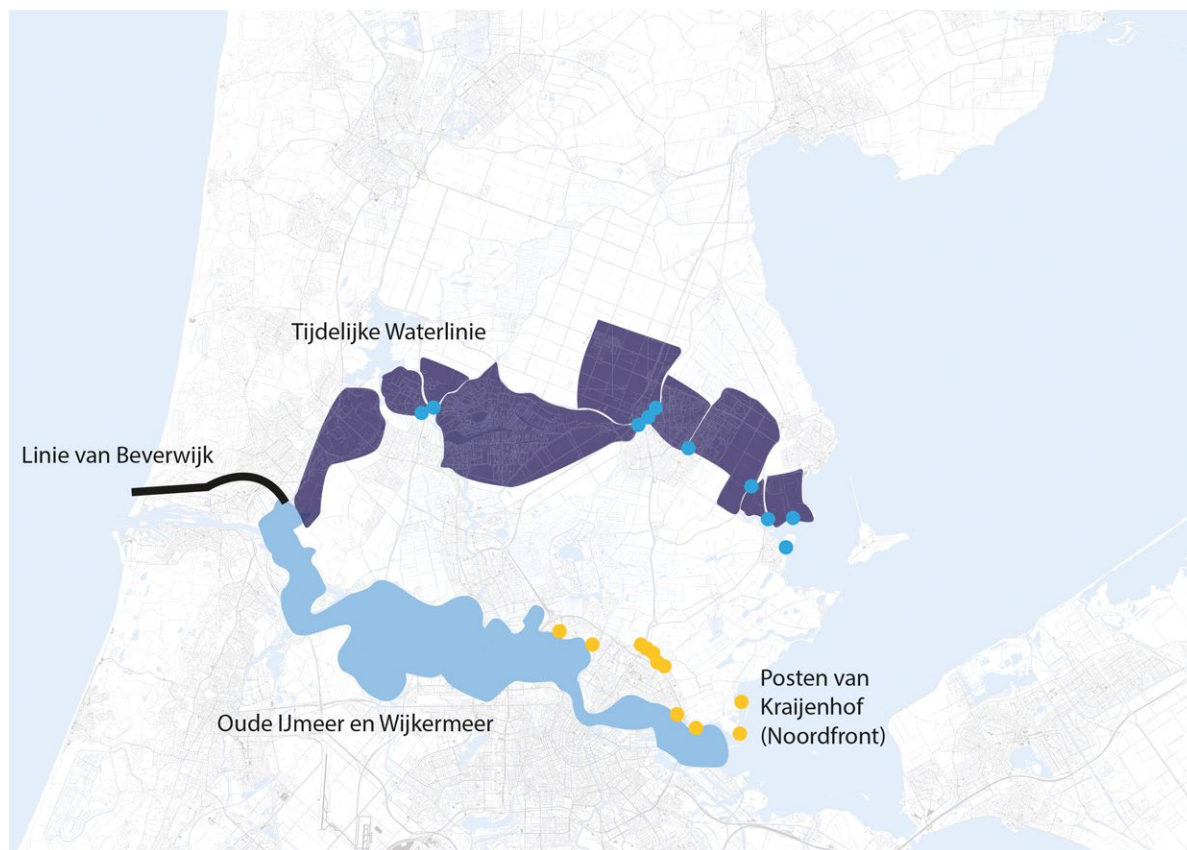 Tijdelijke Waterlinie
Linie van Beverwijk
Oude IJmeer en Wijkermeer
Posten van
Kraijenhof
(Noordfront)